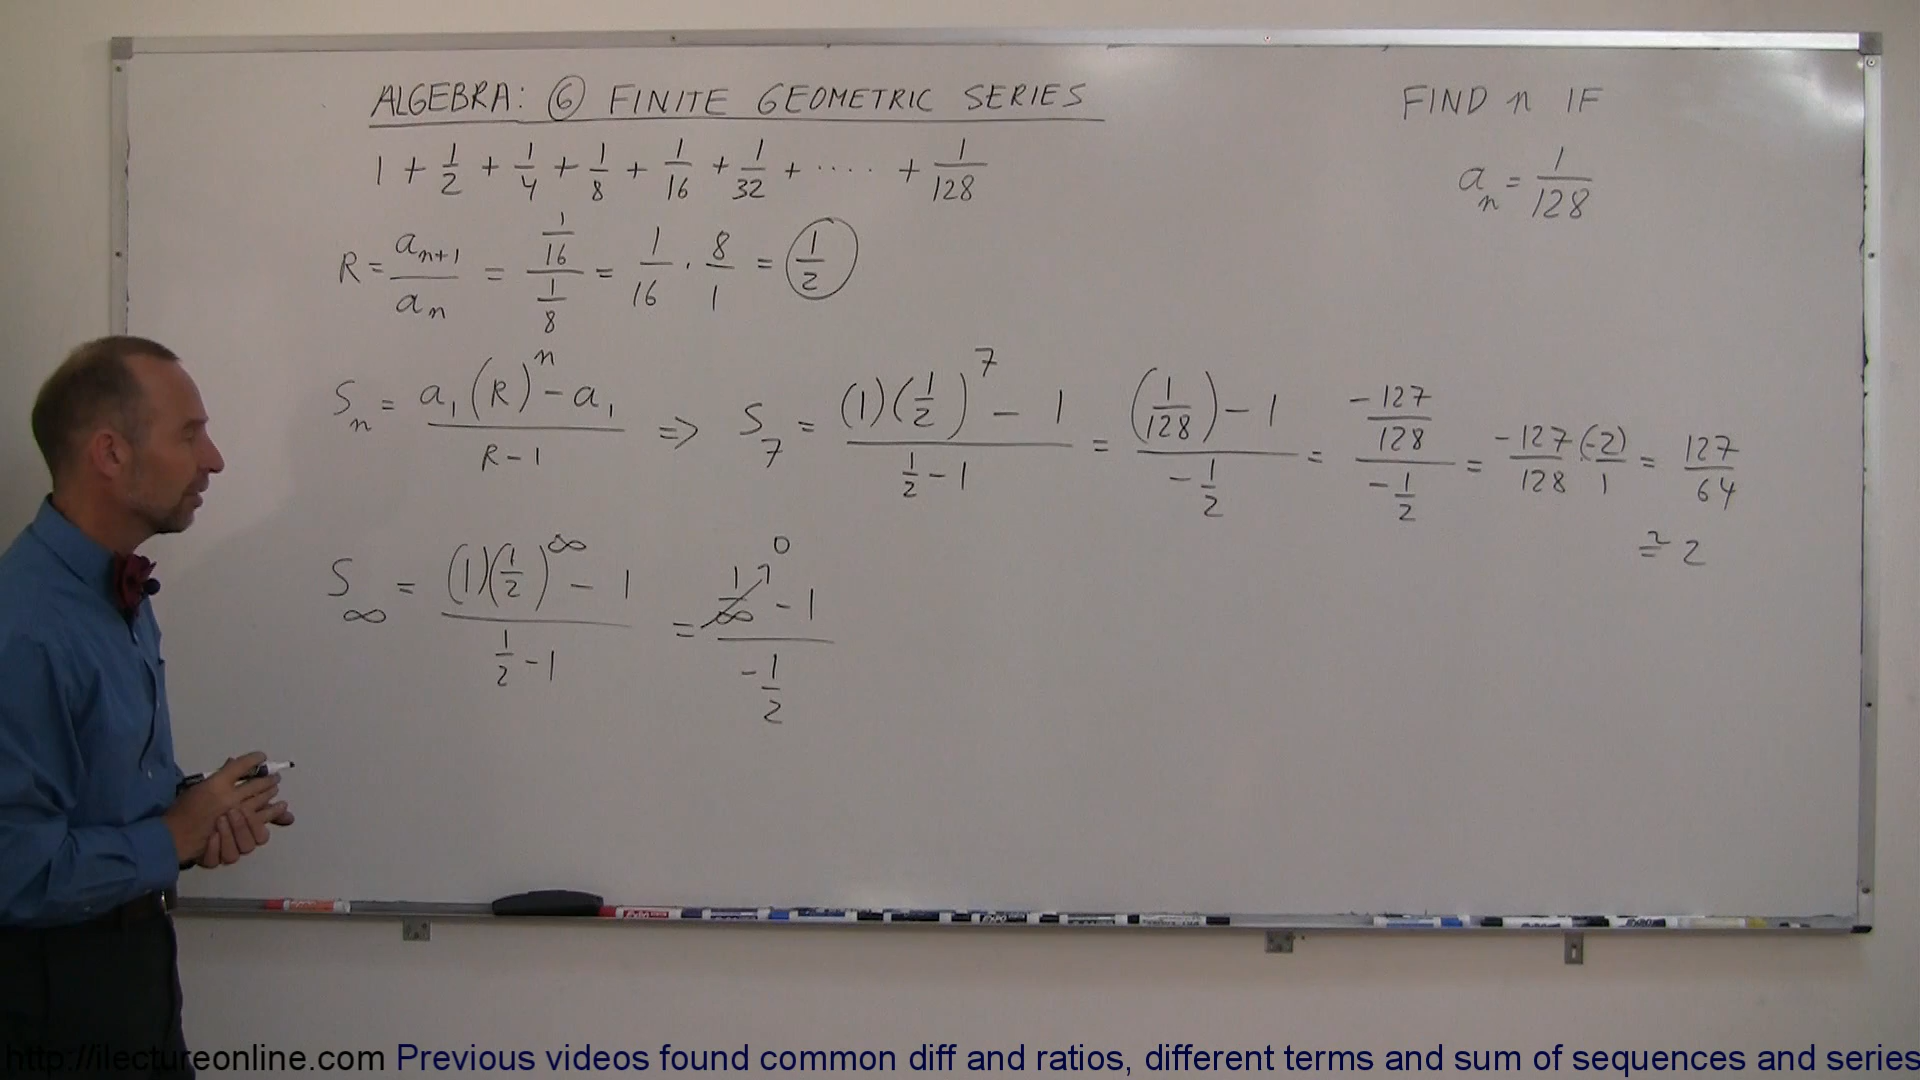 ALGEBRA: ⑥ FINITE GEOMETRIC SERIES
1 + 1/2 + 1/4 + 1/8 + 1/16 + 1/32 + ····· + 1/128
R = a_{n+1}/a_n = (1/16)/(1/8) = 1/16 · 8/1 = 1/2
S_n = (a_1(R)^n - a_1)/(R-1) ⇒ S_7 = ((1)(1/2)^7 - 1)/(1/2 - 1) = ((1/128) - 1)/(-1/2) = (-127/128)/(-1/2) = -127/128 (-2)/1 = 127/64
≅ 2
S_∞ = ((1)(1/2)^∞ - 1)/(1/2 - 1) = (1/∞ ↗ 0 - 1)/(-1/2)
FIND n IF
a_n = 1/128
http://ilectureonline.com Previous videos found common diff and ratios, different terms and sum of sequences and series